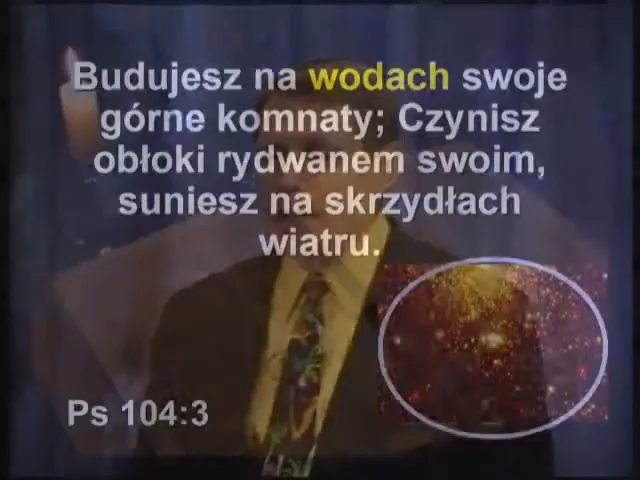 Budujesz na wodach swoje
górne komnaty; Czynisz
obłoki rydwanem swoim,
suniesz na skrzydłach
wiatru.
Ps 104:3